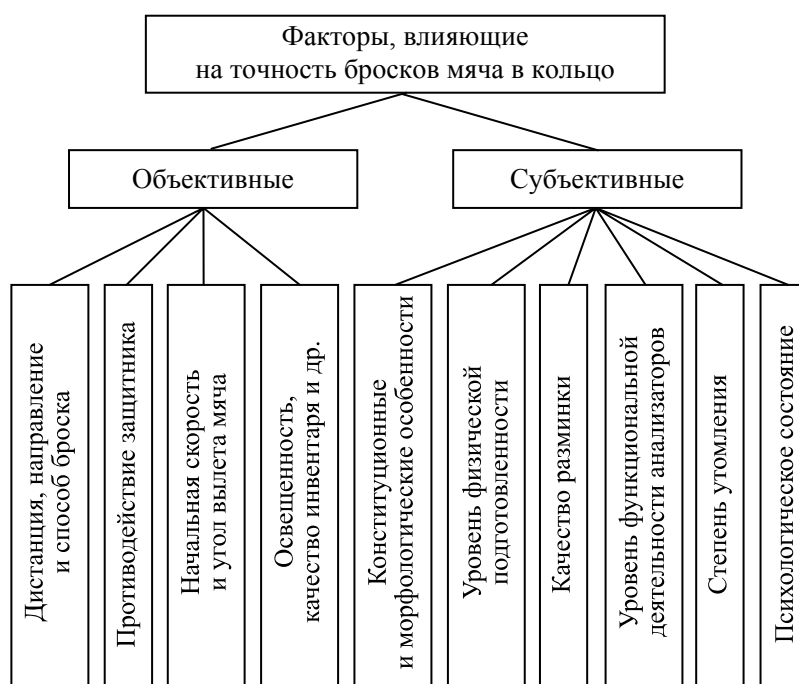 Факторы, влияющие
на точность бросков мяча в кольцо
Объективные
Субъективные
Дистанция, направление
и способ броска
Противодействие защитника
Начальная скорость
и угол вылета мяча
Освещенность,
качество инвентаря и др.
Конституционные
и морфологические особенности
Уровень физической
подготовленности
Качество разминки
Уровень функциональной
деятельности анализаторов
Степень утомления
Психологическое состояние